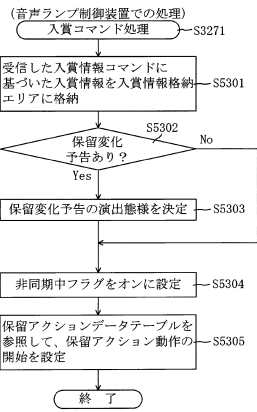 (音声ランプ制御装置での処理)
入賞コマンド処理
S3271
受信した入賞情報コマンドに
基づいた入賞情報を入賞情報格納
エリアに格納
S5301
S5302
保留変化
予告あり?
No
Yes
保留変化予告の演出態様を決定
S5303
非同期中フラグをオンに設定
S5304
保留アクションデータテーブルを
参照して、保留アクション動作の
開始を設定
S5305
終 了